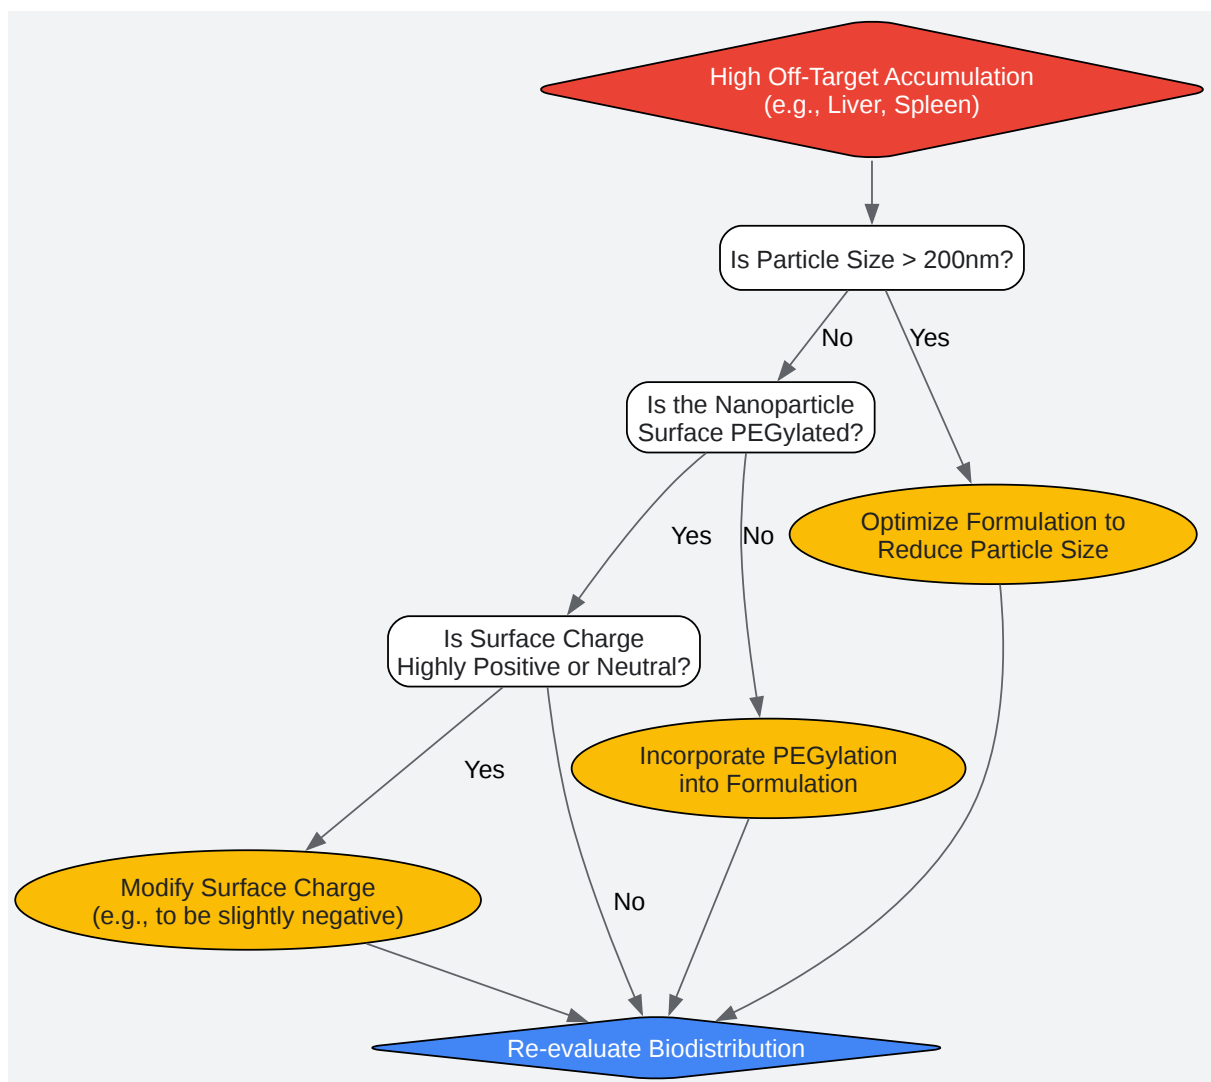 High Off-Target Accumulation
(e.g., Liver, Spleen)
Is Particle Size > 200nm?
No
Yes
Is the Nanoparticle
Surface PEGylated?
Optimize Formulation to
Reduce Particle Size
Yes
No
Is Surface Charge
Highly Positive or Neutral?
Incorporate PEGylation
into Formulation
Yes
Modify Surface Charge
(e.g., to be slightly negative)
No
Re-evaluate Biodistribution